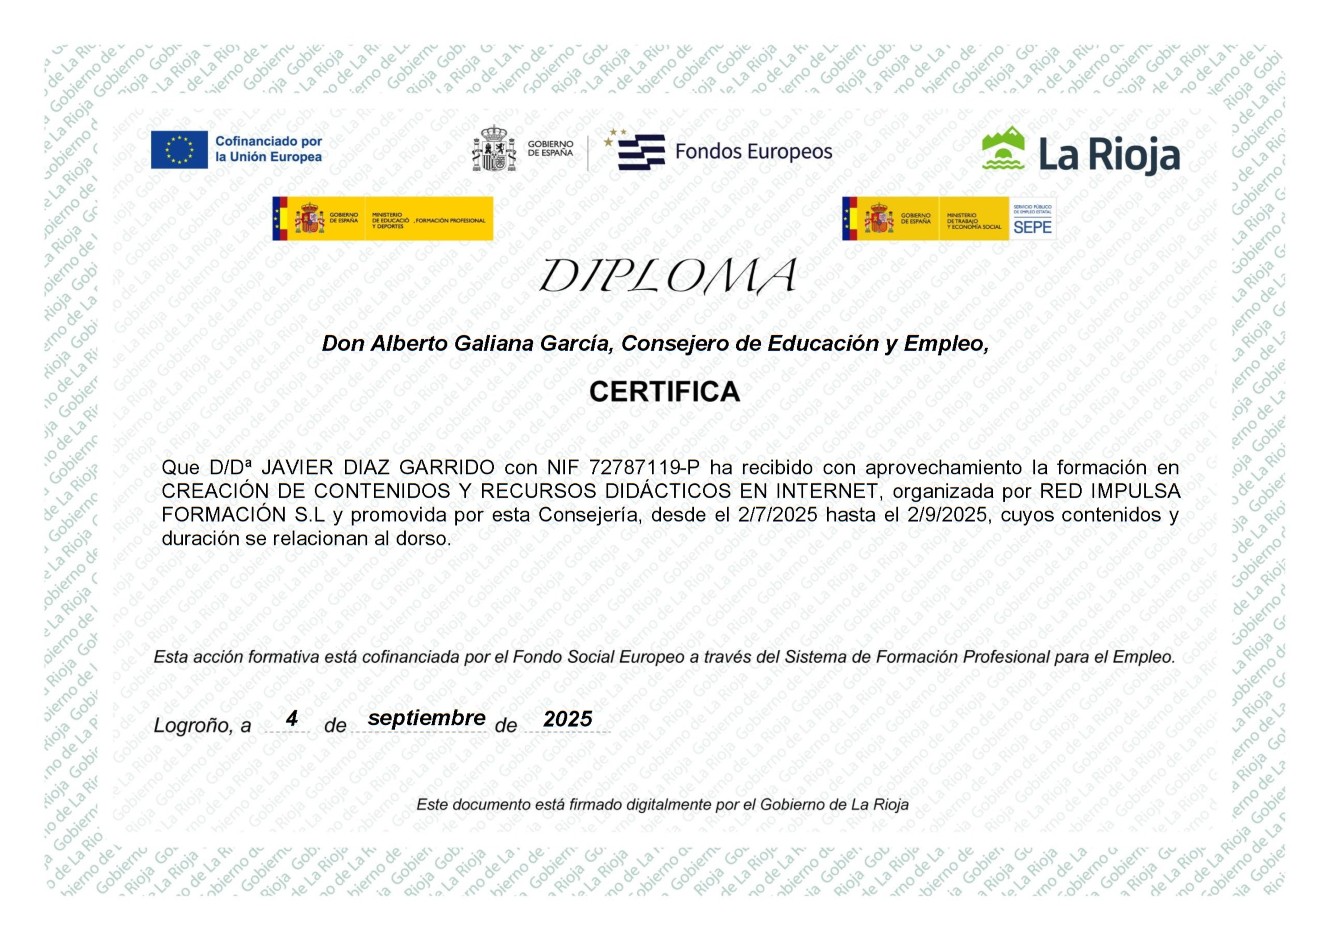 Cofinanciado por
la Unión Europea
GOBIERNO
DE ESPAÑA
Fondos Europeos
La Rioja
GOBIERNO
DE ESPAÑA
MINISTERIO
DE EDUCACIÓ , FORMACIÓN PROFESIONAL
Y DEPORTES
GOBIERNO
DE ESPAÑA
MINISTERIO
DE TRABAJO
Y ECONOMÍA SOCIAL
SERVICIO PÚBLICO
DE EMPLEO ESTATAL
SEPE
DIPLOMA
Don Alberto Galiana García, Consejero de Educación y Empleo,
CERTIFICA
Que D/Dª JAVIER DIAZ GARRIDO con NIF 72787119-P ha recibido con aprovechamiento la formación en
CREACIÓN DE CONTENIDOS Y RECURSOS DIDÁCTICOS EN INTERNET, organizada por RED IMPULSA
FORMACIÓN S.L y promovida por esta Consejería, desde el 2/7/2025 hasta el 2/9/2025, cuyos contenidos y
duración se relacionan al dorso.
Esta acción formativa está cofinanciada por el Fondo Social Europeo a través del Sistema de Formación Profesional para el Empleo.
Logroño, a 4 de septiembre de 2025
Este documento está firmado digitalmente por el Gobierno de La Rioja